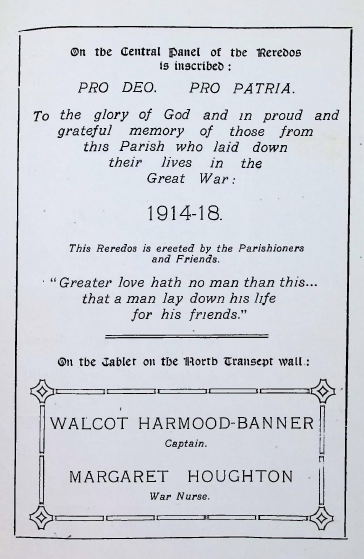 On the Central Panel of the Reredos
is inscribed:
PRO DEO. PRO PATRIA.
To the glory of God and in proud and
grateful memory of those from
this Parish who laid down
their lives in the
Great War:
1914-18.
This Reredos is erected by the Parishioners
and Friends.
"Greater love hath no man than this...
that a man lay down his life
for his friends."
On the Tablet on the North Transept wall:
WALCOT HARMOOD-BANNER
Captain.
MARGARET HOUGHTON
War Nurse.